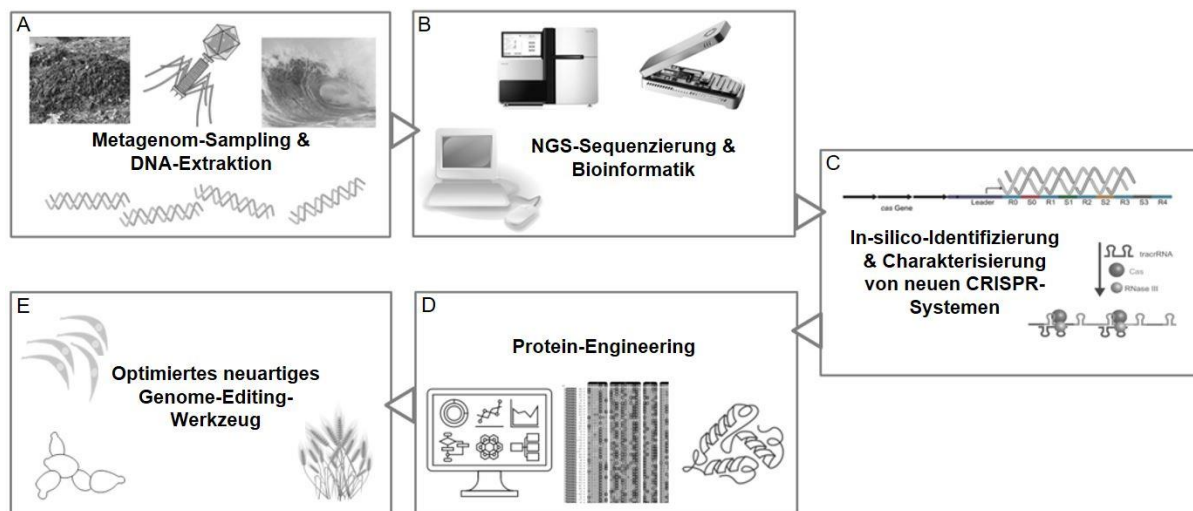 A
Metagenom-Sampling &
DNA-Extraktion
B
NGS-Sequenzierung &
Bioinformatik
C
cas Gene
Leader
R0 S0 R1 S1 R2 S2 R3 S3 R4
In-silico-Identifizierung
& Charakterisierung
von neuen CRISPR-
Systemen
tracrRNA
Cas
RNase III
D
Protein-Engineering
E
Optimiertes neuartiges
Genome-Editing-
Werkzeug